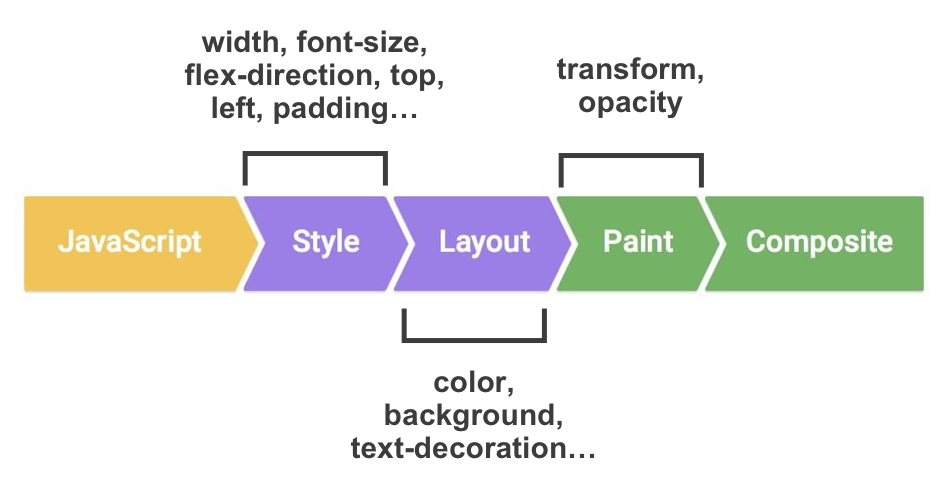 width, font-size,
flex-direction, top,
left, padding…
transform,
opacity
JavaScript
Style
Layout
Paint
Composite
color,
background,
text-decoration…